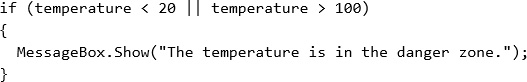 if (temperature < 20 || temperature > 100)
{
  MessageBox.Show("The temperature is in the danger zone.");
}